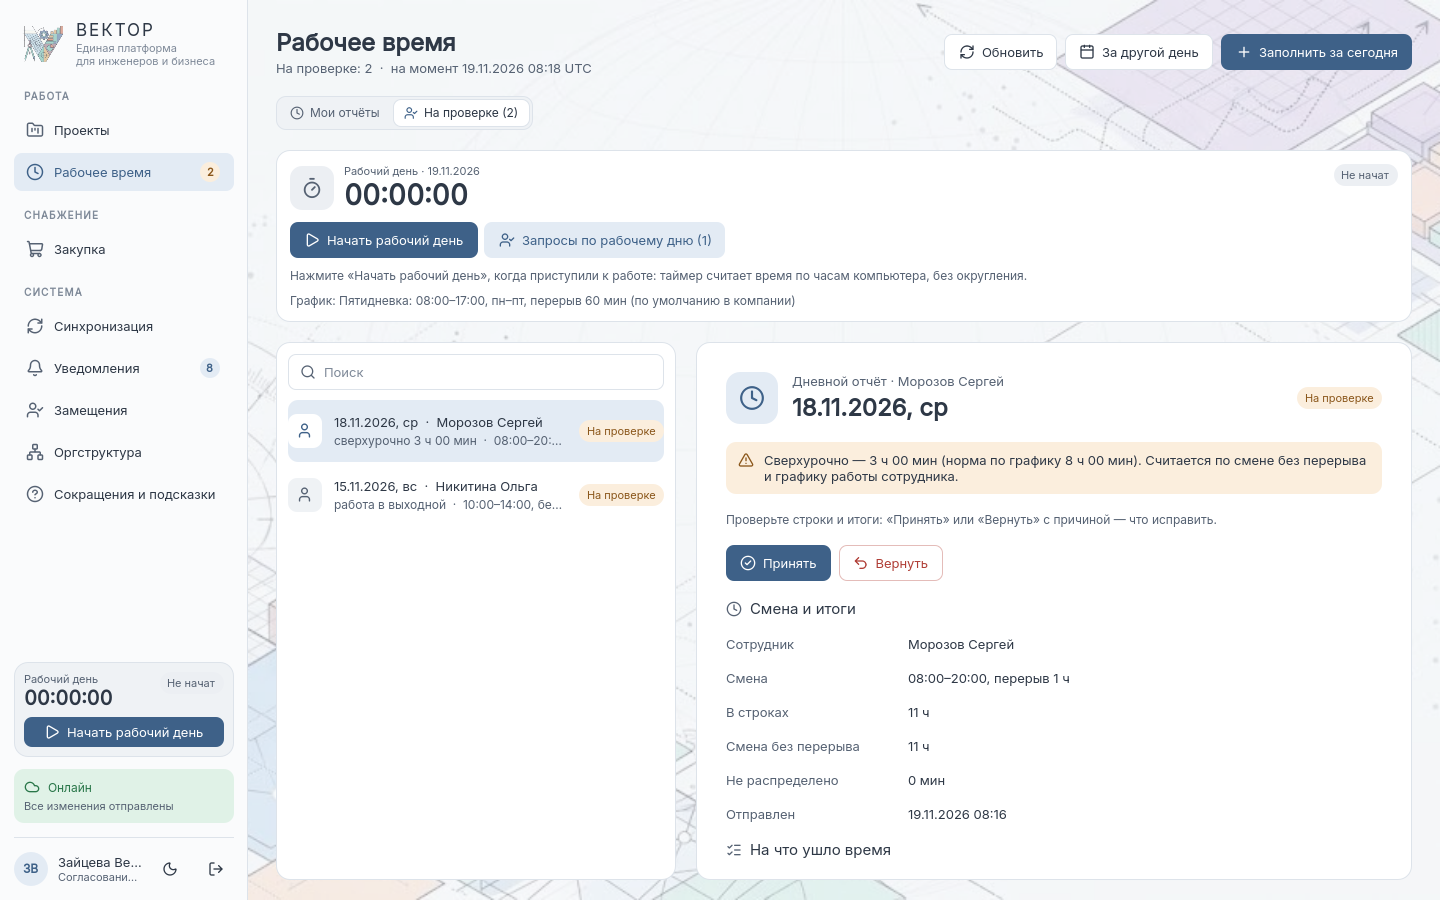 ВЕКТОР
Единая платформа
для инженеров и бизнеса
РАБОТА
Проекты
Рабочее время 2
СНАБЖЕНИЕ
Закупка
СИСТЕМА
Синхронизация
Уведомления 8
Замещения
Оргструктура
Сокращения и подсказки
Рабочий день
Не начат
00:00:00
Начать рабочий день
Онлайн
Все изменения отправлены
ЗВ
Зайцева Ве...
Согласовани...
Рабочее время
На проверке: 2 · на момент 19.11.2026 08:18 UTC
Обновить
За другой день
Заполнить за сегодня
Мои отчёты
На проверке (2)
Рабочий день · 19.11.2026
00:00:00
Не начат
Начать рабочий день
Запросы по рабочему дню (1)
Нажмите «Начать рабочий день», когда приступили к работе: таймер считает время по часам компьютера, без округления.
График: Пятидневка: 08:00–17:00, пн–пт, перерыв 60 мин (по умолчанию в компании)
Поиск
18.11.2026, ср · Морозов Сергей
сверхурочно 3 ч 00 мин · 08:00–20:...
На проверке
15.11.2026, вс · Никитина Ольга
работа в выходной · 10:00–14:00, бе...
На проверке
Дневной отчёт · Морозов Сергей
18.11.2026, ср
На проверке
Сверхурочно — 3 ч 00 мин (норма по графику 8 ч 00 мин). Считается по смене без перерыва
и графику работы сотрудника.
Проверьте строки и итоги: «Принять» или «Вернуть» с причиной — что исправить.
Принять
Вернуть
Смена и итоги
Сотрудник Морозов Сергей
Смена 08:00–20:00, перерыв 1 ч
В строках 11 ч
Смена без перерыва 11 ч
Не распределено 0 мин
Отправлен 19.11.2026 08:16
На что ушло время